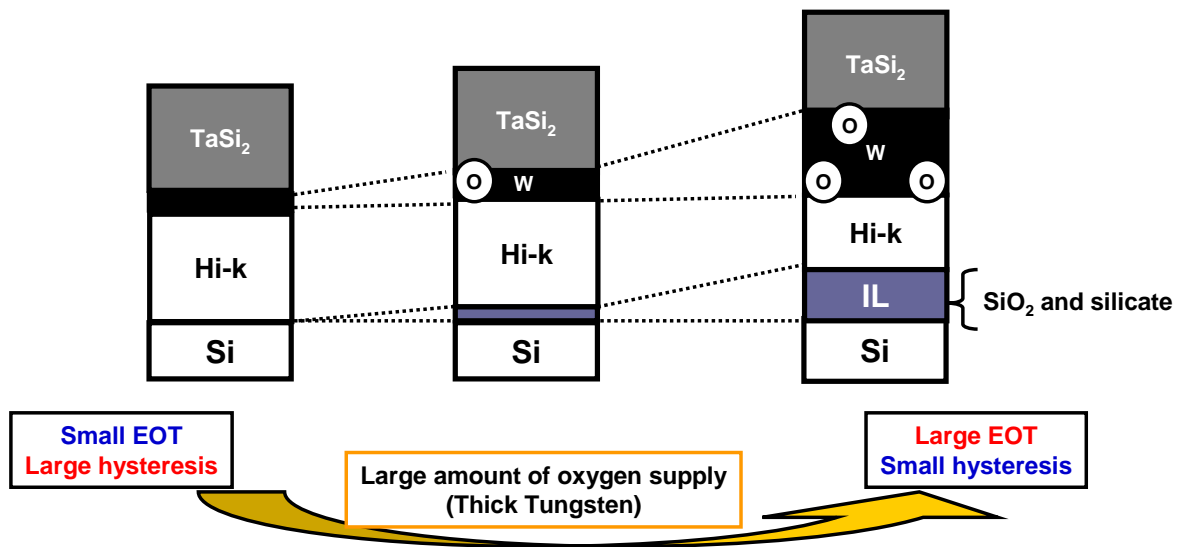 TaSi₂
Hi-k
Si
TaSi₂
O
W
Hi-k
Si
TaSi₂
O
W
O
O
Hi-k
IL
Si
SiO₂ and silicate
Small EOT
Large hysteresis
Large amount of oxygen supply
(Thick Tungsten)
Large EOT
Small hysteresis